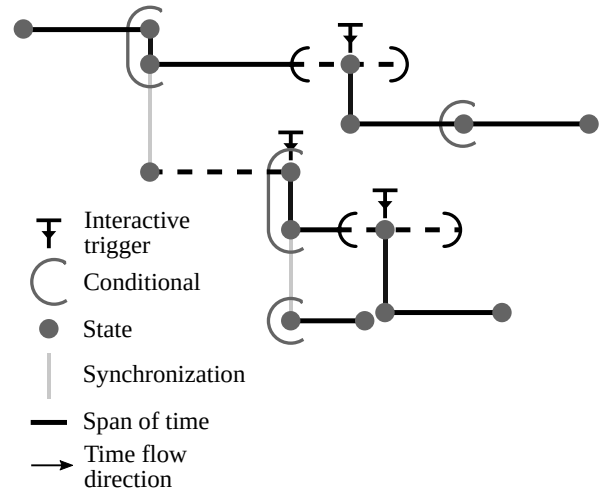 Interactive
trigger
Conditional
State
Synchronization
Span of time
Time flow
direction